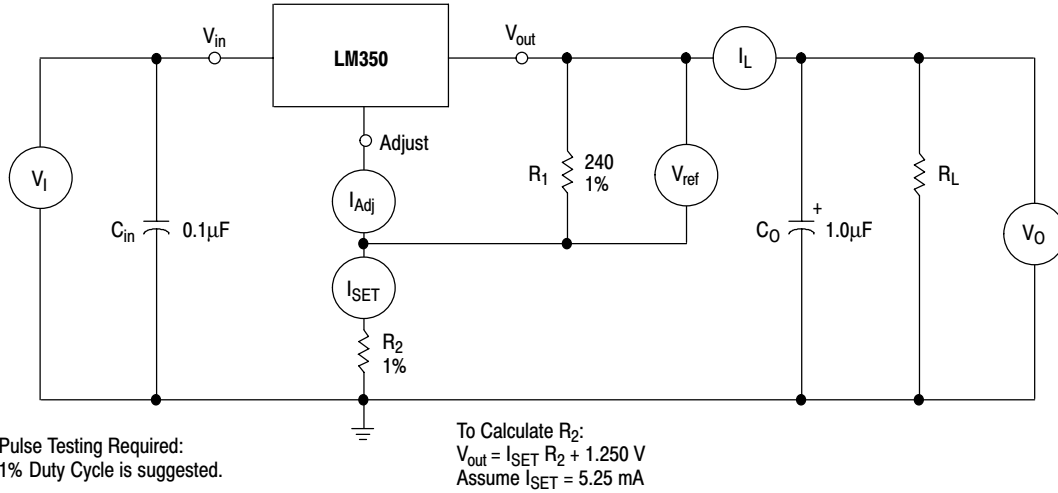 V_in
LM350
V_out
I_L
Adjust
V_I
R_1
240
1%
V_ref
R_L
I_Adj
C_in
0.1μF
C_O
+
1.0μF
V_O
I_SET
R_2
1%
Pulse Testing Required:
1% Duty Cycle is suggested.
To Calculate R_2:
V_out = I_SET R_2 + 1.250 V
Assume I_SET = 5.25 mA